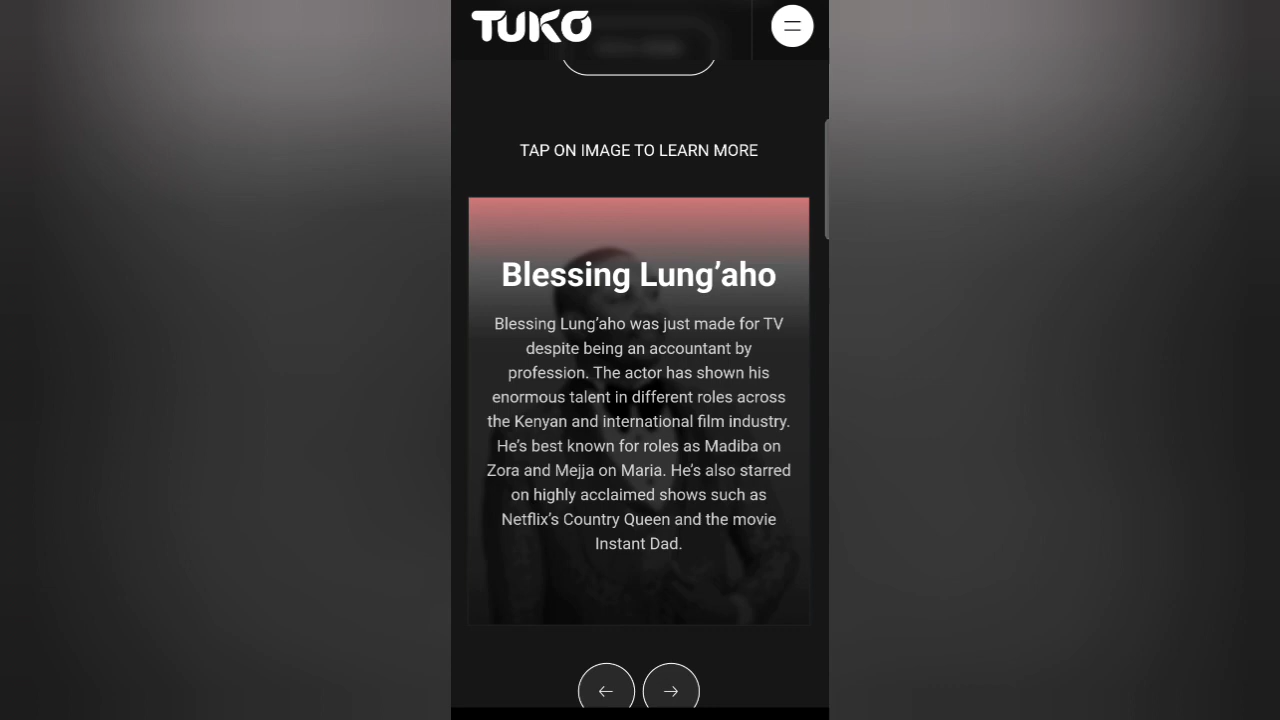 TUKO
TAP ON IMAGE TO LEARN MORE
Blessing Lung’aho
Blessing Lung’aho was just made for TV
despite being an accountant by
profession. The actor has shown his
enormous talent in different roles across
the Kenyan and international film industry.
He’s best known for roles as Madiba on
Zora and Mejja on Maria. He’s also starred
on highly acclaimed shows such as
Netflix’s Country Queen and the movie
Instant Dad.